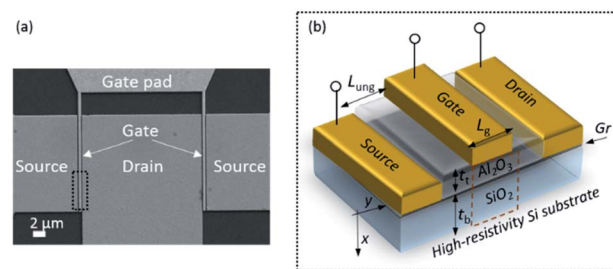 (a)
Gate pad
Gate
Source
Drain
Source
2 μm
(b)
Lung
Gate
Drain
Lg
Source
Gr
tt
Al2O3
SiO2
tb
y
x
High-resistivity Si substrate